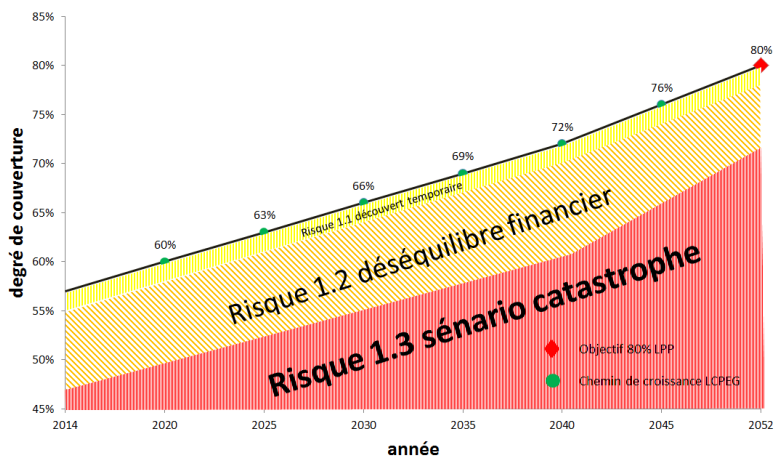 85%
80%
75%
70%
65%
60%
55%
50%
45%
degré de couverture
60%
63%
66%
69%
72%
76%
80%
Risque 1.1 découvert temporaire
Risque 1.2 déséquilibre financier
Risque 1.3 sénario catastrophe
Objectif 80% LPP
Chemin de croissance LCPEG
2014 2020 2025 2030 2035 2040 2045 2052
année